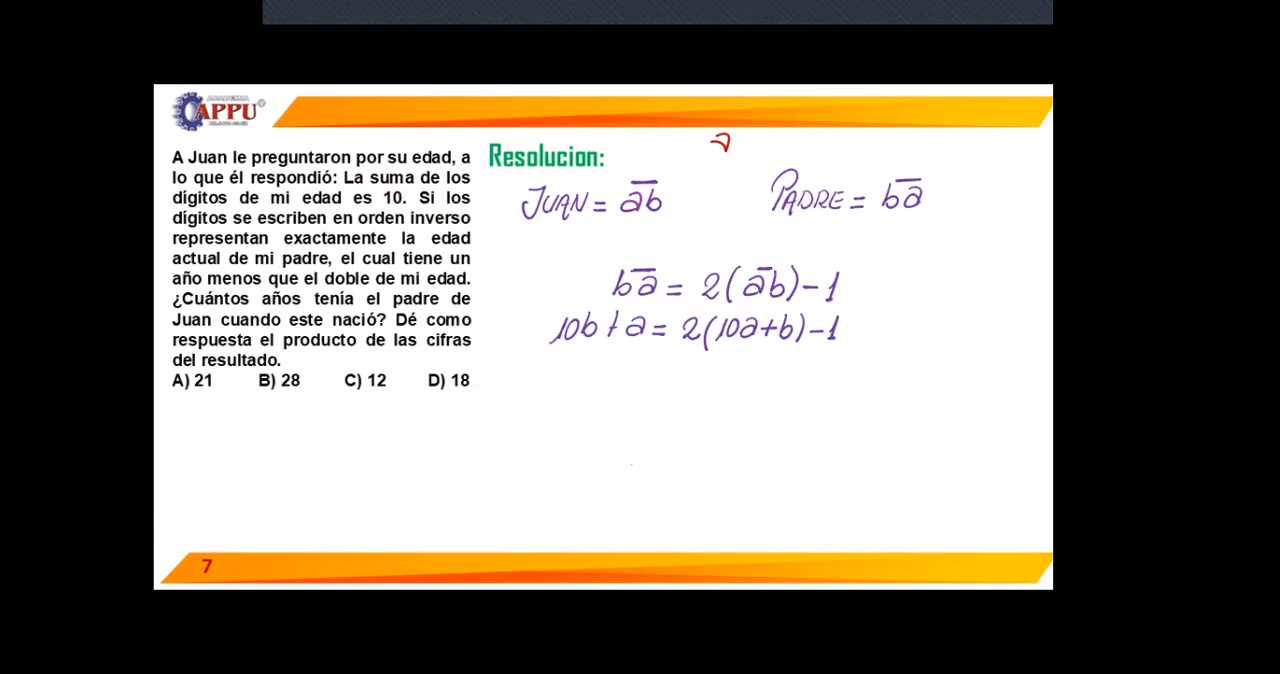 ACADEMIA
APPU
A Juan le preguntaron por su edad, a
lo que él respondió: La suma de los
dígitos de mi edad es 10. Si los
dígitos se escriben en orden inverso
representan exactamente la edad
actual de mi padre, el cual tiene un
año menos que el doble de mi edad.
¿Cuántos años tenía el padre de
Juan cuando este nació? Dé como
respuesta el producto de las cifras
del resultado.
A) 21 B) 28 C) 12 D) 18
Resolucion:
JUAN = a̅b̅ PADRE = b̅a̅
b̅a̅ = 2(a̅b̅) - 1
10b + a = 2(10a+b) - 1
7